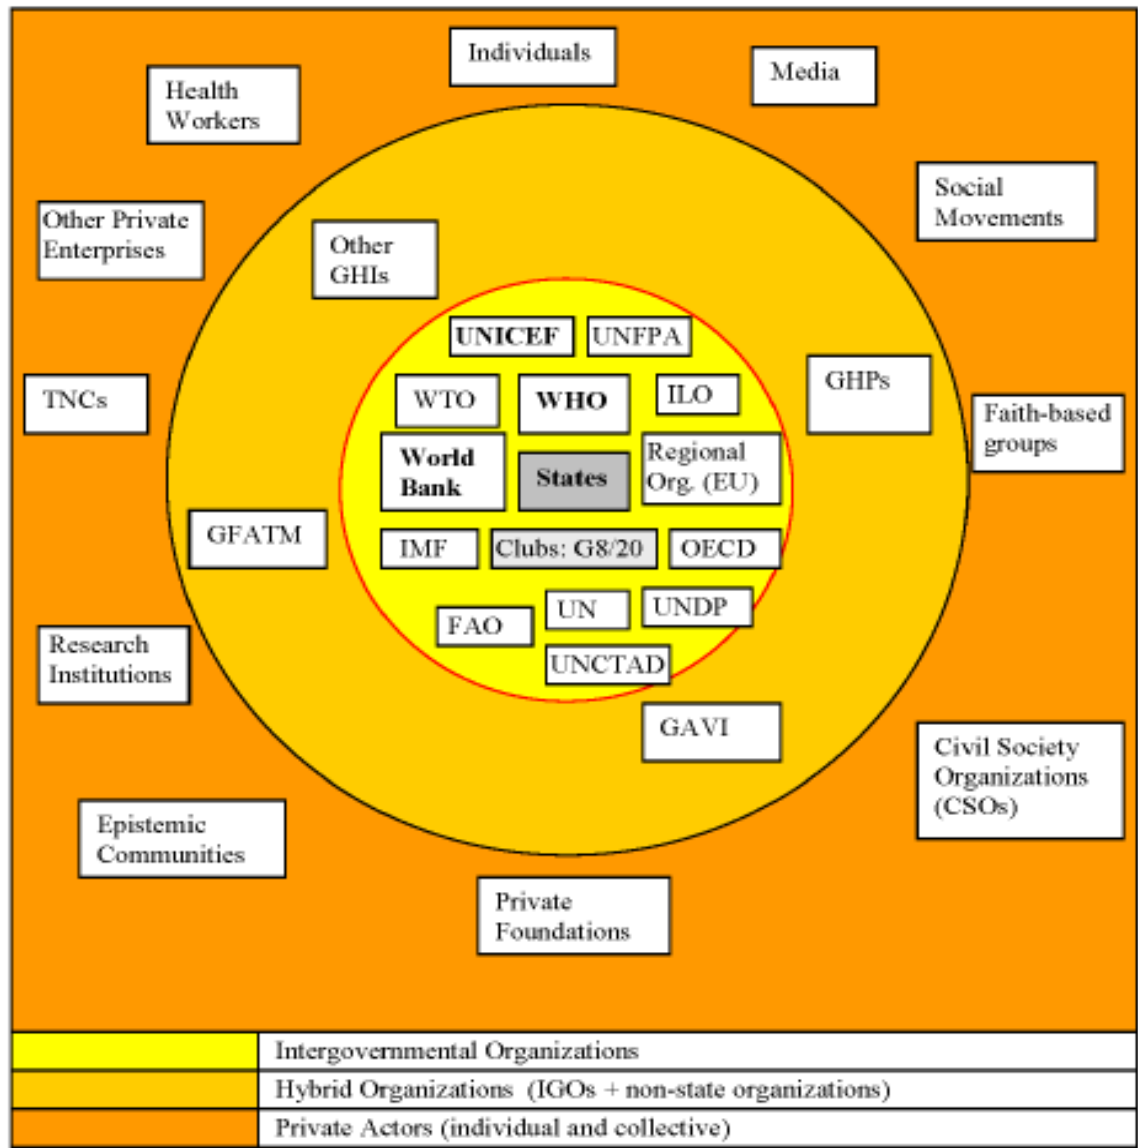 Individuals
Media
Health
Workers
Social
Movements
Other Private
Enterprises
Other
GHIs
UNICEF
UNFPA
GHPs
WTO
WHO
ILO
TNCs
Faith-based
groups
World
Bank
States
Regional
Org. (EU)
GFATM
IMF
Clubs: G8/20
OECD
FAO
UN
UNDP
Research
Institutions
UNCTAD
GAVI
Civil Society
Organizations
(CSOs)
Epistemic
Communities
Private
Foundations
Intergovernmental Organizations
Hybrid Organizations (IGOs + non-state organizations)
Private Actors (individual and collective)